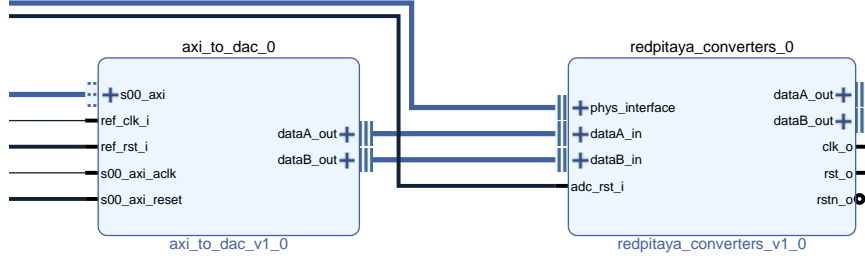 axi_to_dac_0
s00_axi
ref_clk_i
ref_rst_i
s00_axi_aclk
s00_axi_reset
dataA_out
dataB_out
axi_to_dac_v1_0
redpitaya_converters_0
phys_interface
dataA_in
dataB_in
adc_rst_i
dataA_out
dataB_out
clk_o
rst_o
rstn_o
redpitaya_converters_v1_0